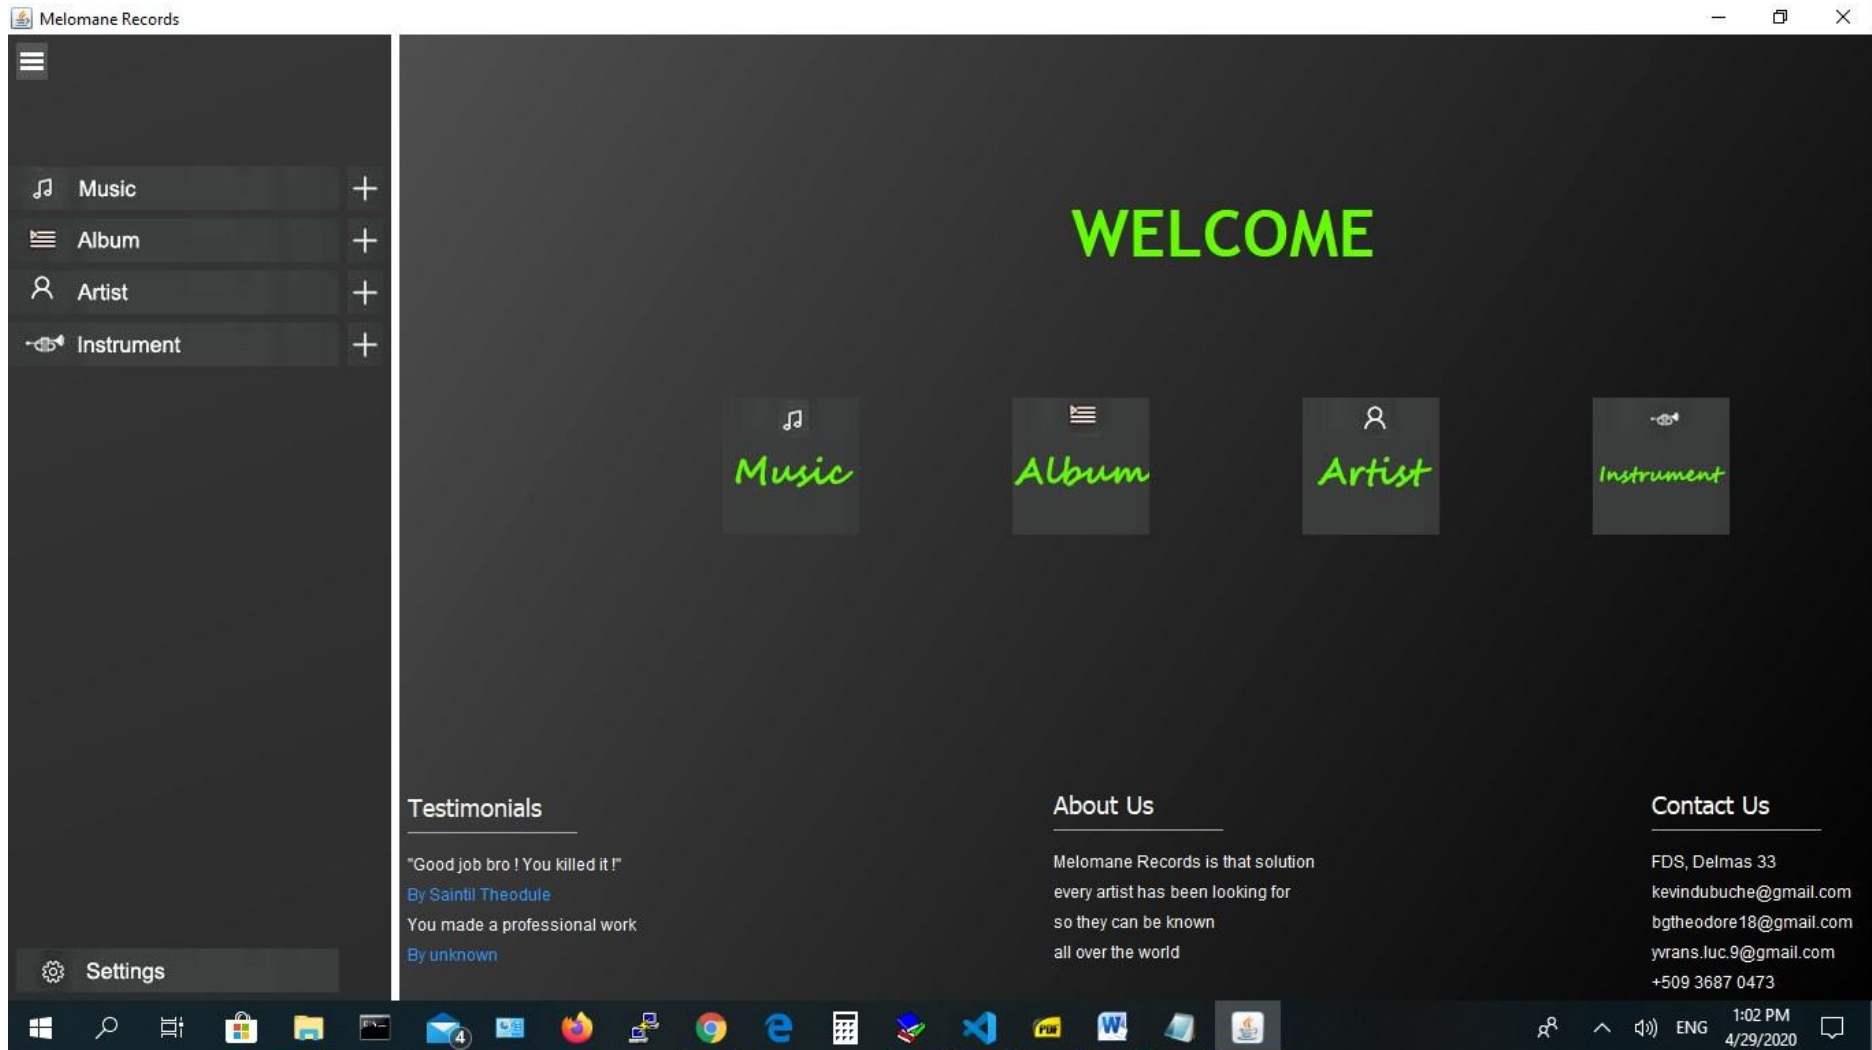 Melomane Records
Music
Album
Artist
Instrument
Settings
WELCOME
Music
Album
Artist
Instrument
Testimonials
"Good job bro ! You killed it !"
By Saintil Theodule
You made a professional work
By unknown
About Us
Melomane Records is that solution
every artist has been looking for
so they can be known
all over the world
Contact Us
FDS, Delmas 33
kevindubuche@gmail.com
bgtheodore18@gmail.com
yvrans.luc.9@gmail.com
+509 3687 0473
4
PDF
W
ENG
1:02 PM
4/29/2020